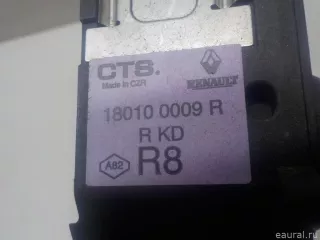 CTS.
Made in CZR
RENAULT
18010 0009 R
R KD
A82
R8
eaural.ru